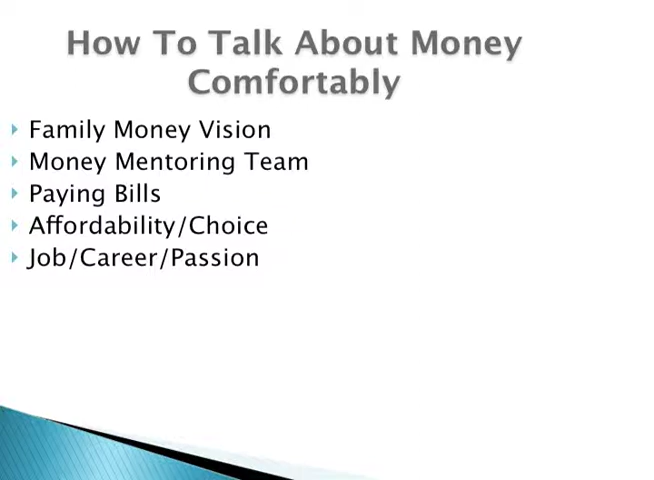 How To Talk About Money
Comfortably
Family Money Vision
Money Mentoring Team
Paying Bills
Affordability/Choice
Job/Career/Passion